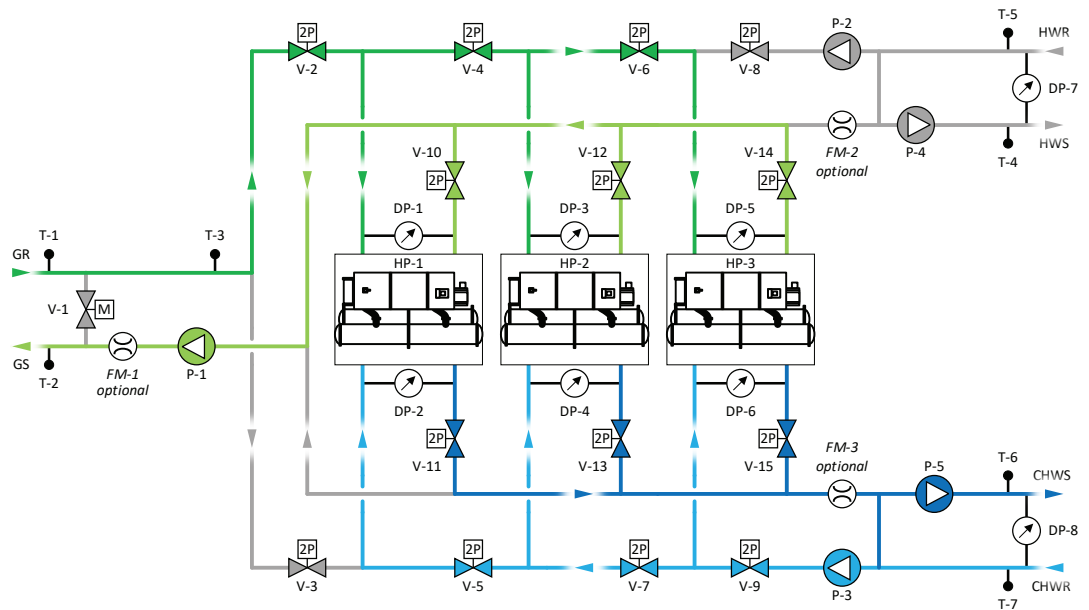 2P
2P
2P
2P
P-2
T-5
HWR
V-2
V-4
V-6
V-8
DP-7
V-10
V-12
V-14
FM-2
optional
P-4
T-4
HWS
2P
2P
2P
DP-1
DP-3
DP-5
T-1
T-3
GR
HP-1
HP-2
HP-3
V-1
M
GS
T-2
FM-1
optional
P-1
DP-2
DP-4
DP-6
2P
2P
2P
V-11
V-13
V-15
FM-3
optional
P-5
T-6
CHWS
2P
2P
2P
2P
DP-8
V-3
V-5
V-7
V-9
P-3
T-7
CHWR